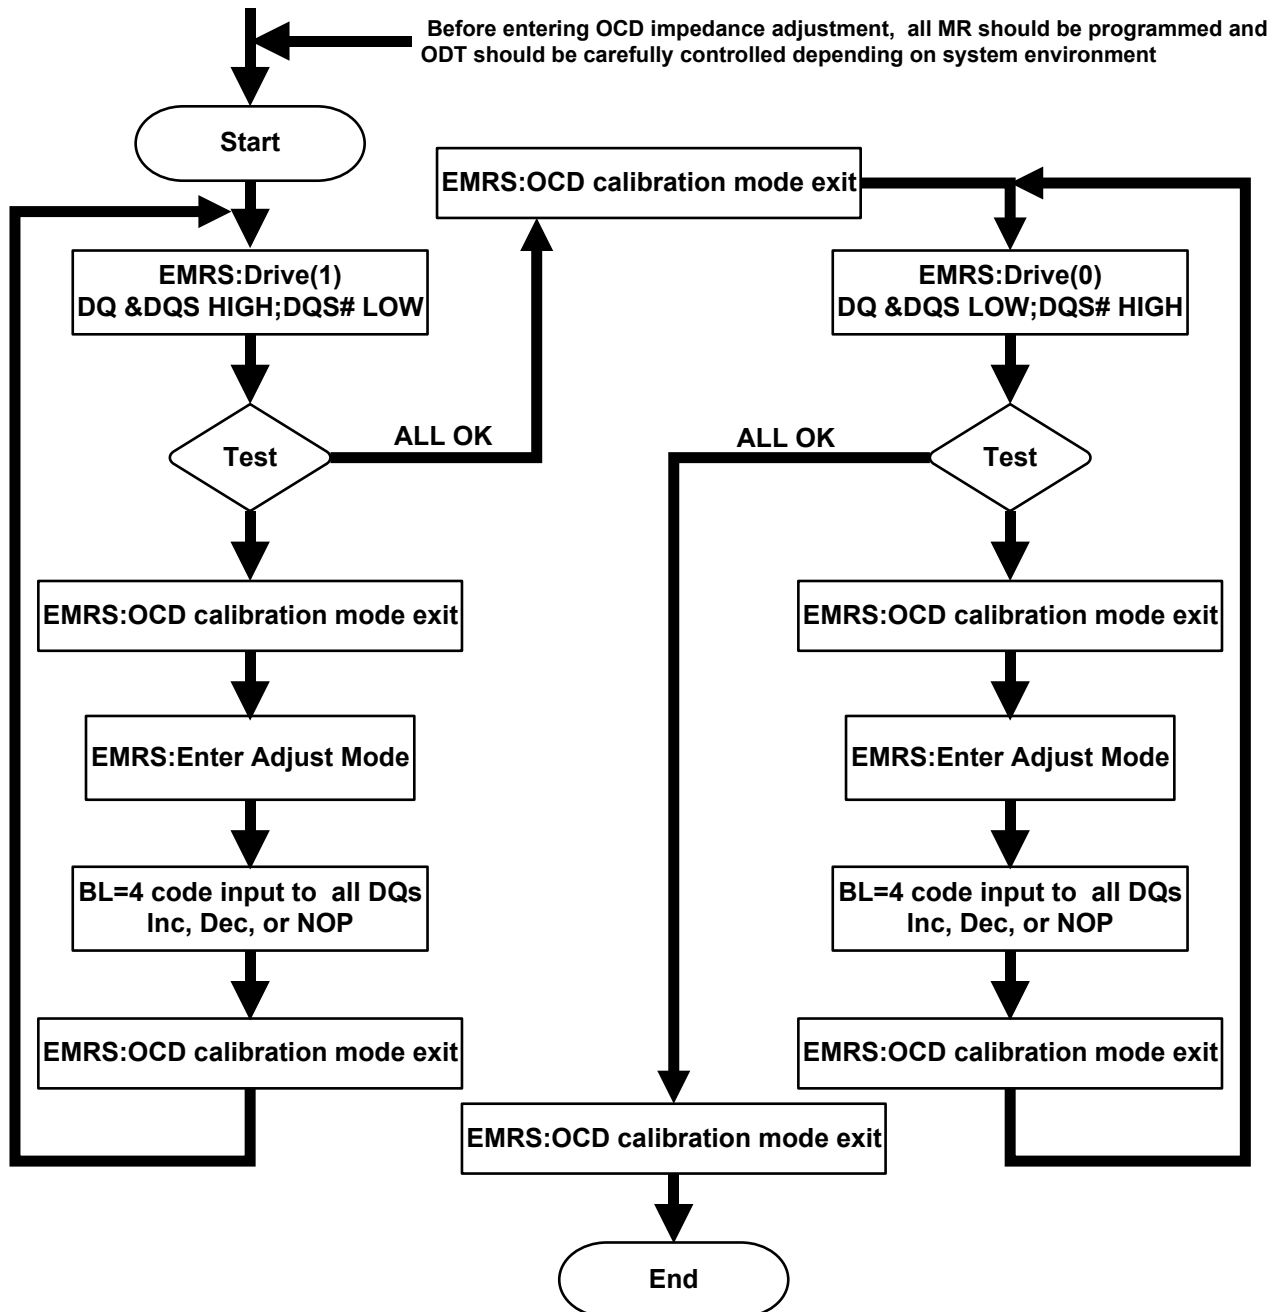 Before entering OCD impedance adjustment, all MR should be programmed and
ODT should be carefully controlled depending on system environment
Start
EMRS:OCD calibration mode exit
EMRS:Drive(1)
DQ &DQS HIGH;DQS# LOW
EMRS:Drive(0)
DQ &DQS LOW;DQS# HIGH
ALL OK
ALL OK
Test
Test
EMRS:OCD calibration mode exit
EMRS:OCD calibration mode exit
EMRS:Enter Adjust Mode
EMRS:Enter Adjust Mode
BL=4 code input to all DQs
Inc, Dec, or NOP
BL=4 code input to all DQs
Inc, Dec, or NOP
EMRS:OCD calibration mode exit
EMRS:OCD calibration mode exit
EMRS:OCD calibration mode exit
End